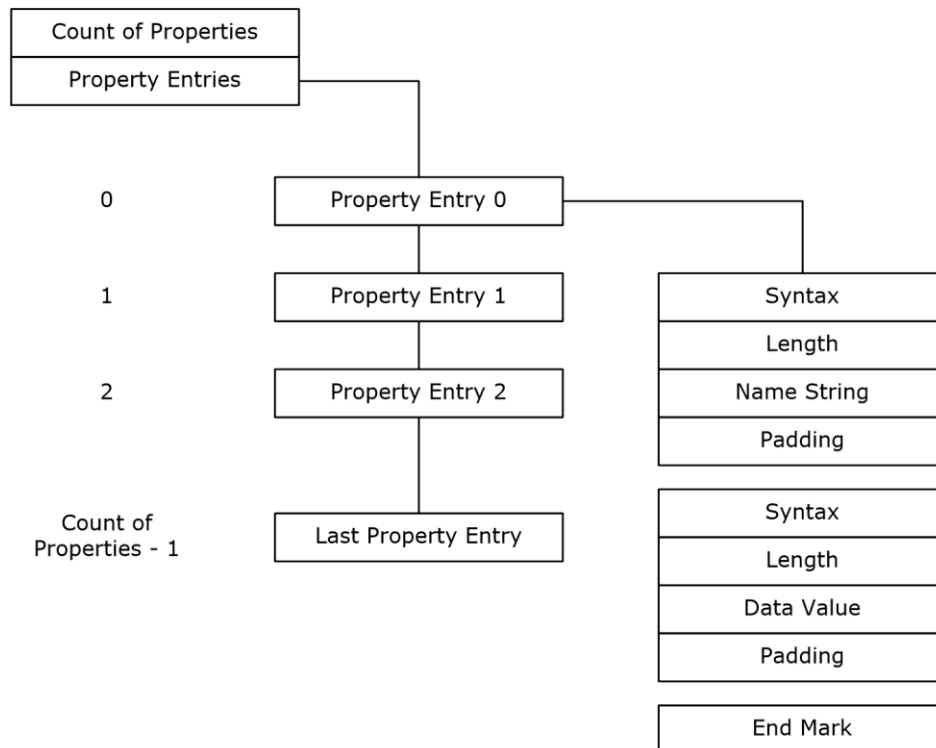 Count of Properties
Property Entries
0
Property Entry 0
1
Property Entry 1
2
Property Entry 2
Count of
Properties - 1
Last Property Entry
Syntax
Length
Name String
Padding
Syntax
Length
Data Value
Padding
End Mark